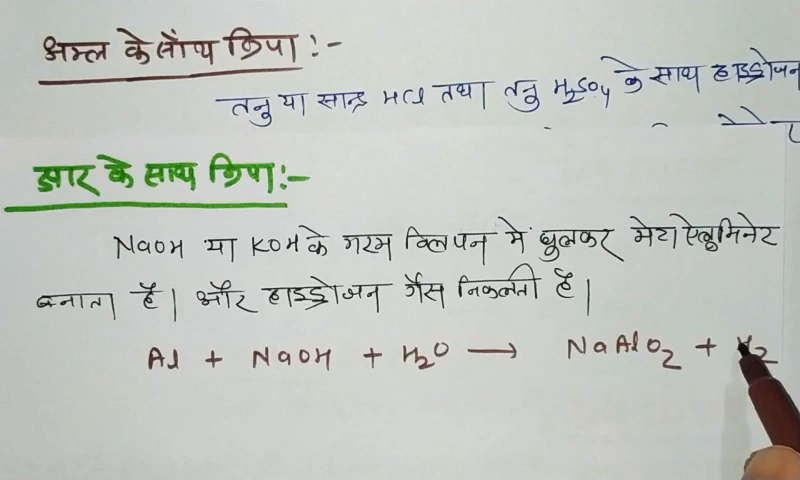 अम्ल के साथ क्रिया :-
तनु या सान्द्र HCl तथा तनु H₂SO₄ के साथ हाइड्रोजन
क्षार के साथ क्रिया :-
NaOH या KOH के गरम विलयन में घुलकर मेटाऐलुमिनेट
बनाता है। और हाइड्रोजन गैस निकलती है।
Al + NaOH + H₂O → NaAlO₂ + H₂